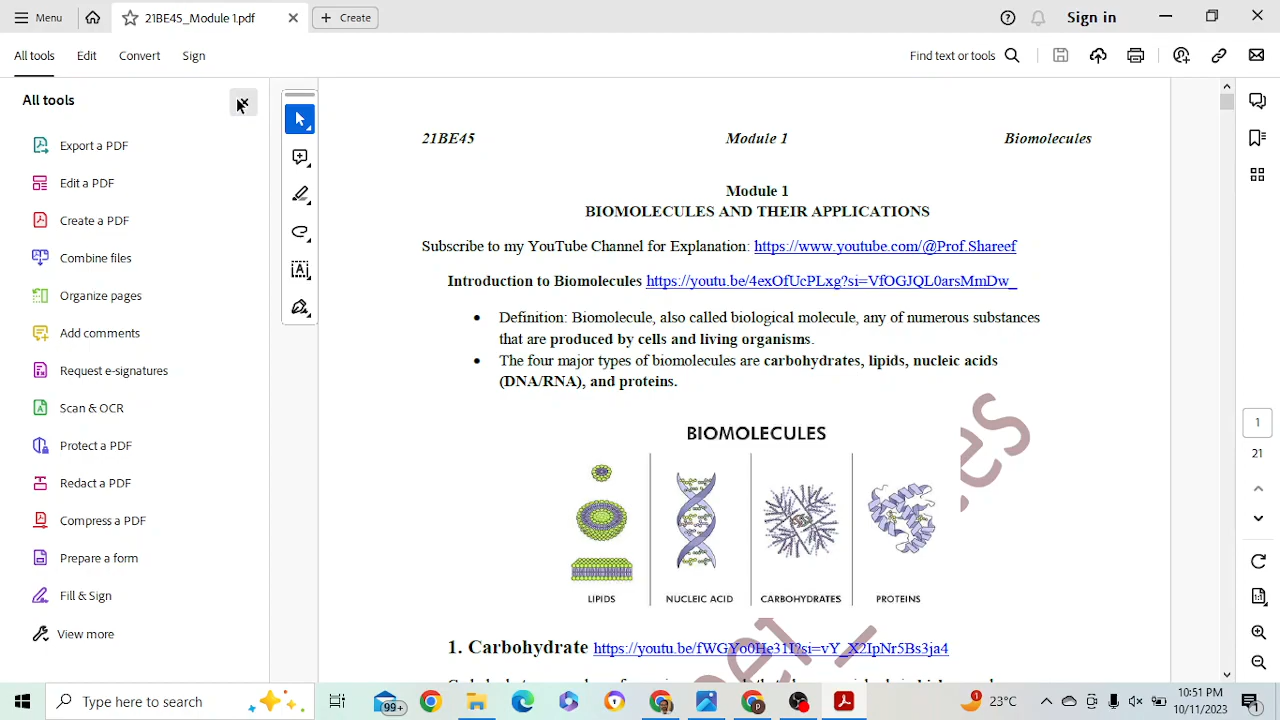 Menu
21BE45_Module 1.pdf
Create
Sign in
All tools
Edit
Convert
Sign
Find text or tools
All tools
Export a PDF
Edit a PDF
Create a PDF
Combine files
Organize pages
Add comments
Request e-signatures
Scan & OCR
Protect a PDF
Redact a PDF
Compress a PDF
Prepare a form
Fill & Sign
View more
21BE45 Module 1 Biomolecules
Module 1
BIOMOLECULES AND THEIR APPLICATIONS
Subscribe to my YouTube Channel for Explanation: https://www.youtube.com/@Prof.Shareef
Introduction to Biomolecules https://youtu.be/4exOfUcPLxg?si=VfOGJQL0arsMmDw_
• Definition: Biomolecule, also called biological molecule, any of numerous substances
that are produced by cells and living organisms.
• The four major types of biomolecules are carbohydrates, lipids, nucleic acids
(DNA/RNA), and proteins.
BIOMOLECULES
LIPIDS NUCLEIC ACID CARBOHYDRATES PROTEINS
1. Carbohydrate https://youtu.be/fWGYo0He31I?si=vY_X2IpNr5Bs3ja4
1
21
Type here to search
99+
23°C
10:51 PM
10/11/2023